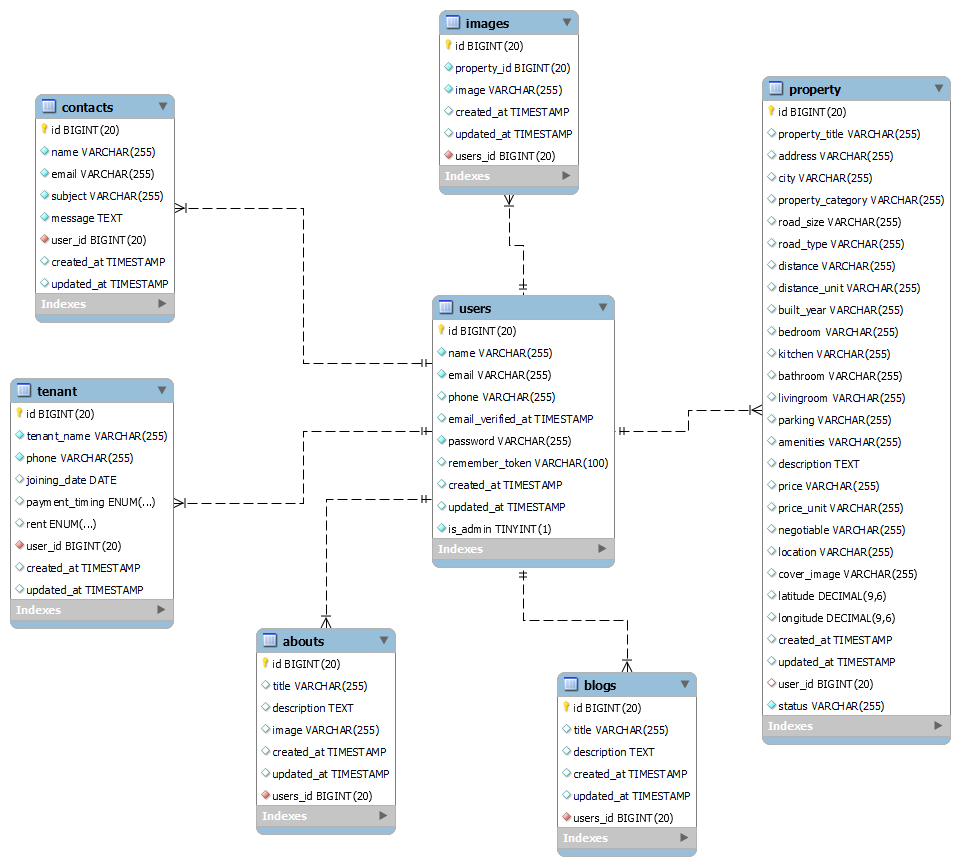 images
id BIGINT(20)
property_id BIGINT(20)
image VARCHAR(255)
created_at TIMESTAMP
updated_at TIMESTAMP
users_id BIGINT(20)
Indexes
contacts
id BIGINT(20)
name VARCHAR(255)
email VARCHAR(255)
subject VARCHAR(255)
message TEXT
user_id BIGINT(20)
created_at TIMESTAMP
updated_at TIMESTAMP
Indexes
property
id BIGINT(20)
property_title VARCHAR(255)
address VARCHAR(255)
city VARCHAR(255)
property_category VARCHAR(255)
road_size VARCHAR(255)
road_type VARCHAR(255)
distance VARCHAR(255)
distance_unit VARCHAR(255)
built_year VARCHAR(255)
bedroom VARCHAR(255)
kitchen VARCHAR(255)
bathroom VARCHAR(255)
livingroom VARCHAR(255)
parking VARCHAR(255)
amenities VARCHAR(255)
description TEXT
price VARCHAR(255)
price_unit VARCHAR(255)
negotiable VARCHAR(255)
location VARCHAR(255)
cover_image VARCHAR(255)
latitude DECIMAL(9,6)
longitude DECIMAL(9,6)
created_at TIMESTAMP
updated_at TIMESTAMP
user_id BIGINT(20)
status VARCHAR(255)
Indexes
users
id BIGINT(20)
name VARCHAR(255)
email VARCHAR(255)
phone VARCHAR(255)
email_verified_at TIMESTAMP
password VARCHAR(255)
remember_token VARCHAR(100)
created_at TIMESTAMP
updated_at TIMESTAMP
is_admin TINYINT(1)
Indexes
tenant
id BIGINT(20)
tenant_name VARCHAR(255)
phone VARCHAR(255)
joining_date DATE
payment_timing ENUM(...)
rent ENUM(...)
user_id BIGINT(20)
created_at TIMESTAMP
updated_at TIMESTAMP
Indexes
abouts
id BIGINT(20)
title VARCHAR(255)
description TEXT
image VARCHAR(255)
created_at TIMESTAMP
updated_at TIMESTAMP
users_id BIGINT(20)
Indexes
blogs
id BIGINT(20)
title VARCHAR(255)
description TEXT
created_at TIMESTAMP
updated_at TIMESTAMP
users_id BIGINT(20)
Indexes